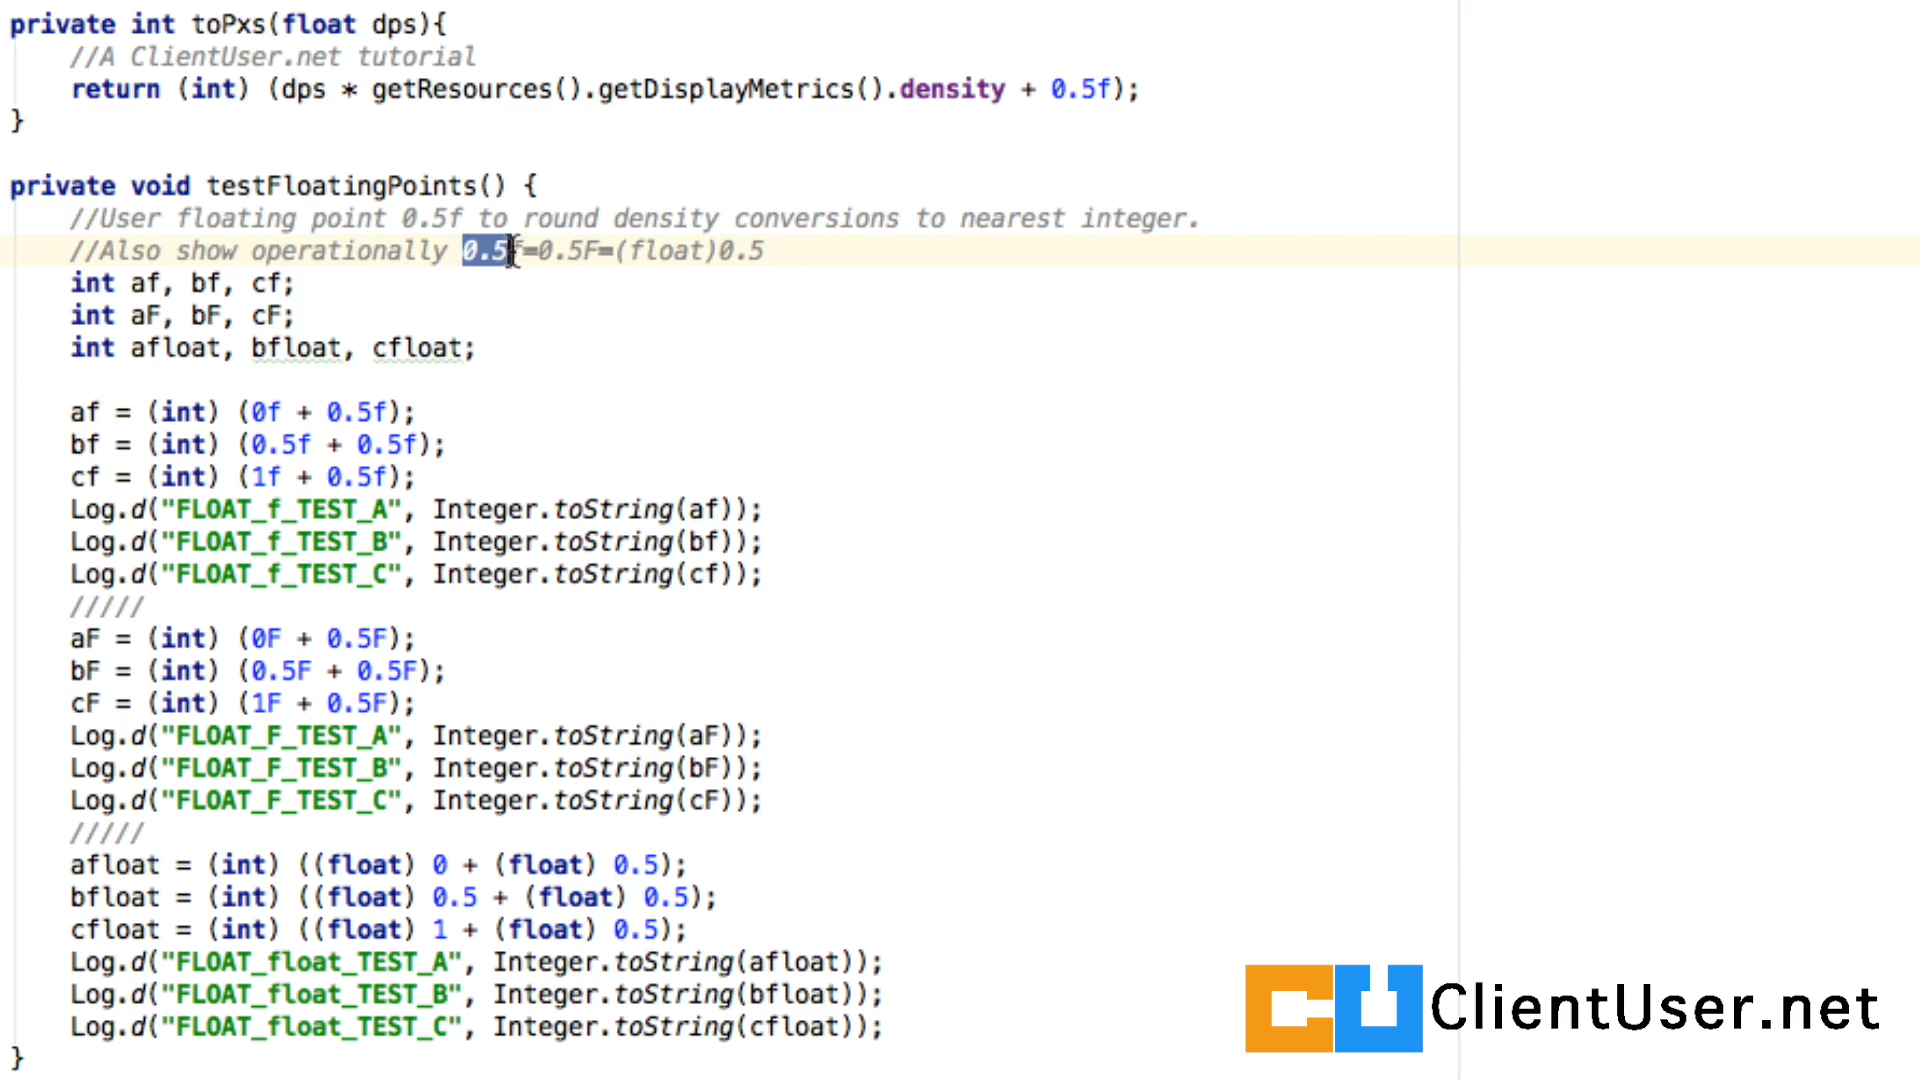 private int toPxs(float dps){
//A ClientUser.net tutorial
return (int) (dps * getResources().getDisplayMetrics().density + 0.5f);
}
private void testFloatingPoints() {
//User floating point 0.5f to round density conversions to nearest integer.
//Also show operationally 0.5f=0.5F=(float)0.5
int af, bf, cf;
int aF, bF, cF;
int afloat, bfloat, cfloat;
af = (int) (0f + 0.5f);
bf = (int) (0.5f + 0.5f);
cf = (int) (1f + 0.5f);
Log.d("FLOAT_f_TEST_A", Integer.toString(af));
Log.d("FLOAT_f_TEST_B", Integer.toString(bf));
Log.d("FLOAT_f_TEST_C", Integer.toString(cf));
/////
aF = (int) (0F + 0.5F);
bF = (int) (0.5F + 0.5F);
cF = (int) (1F + 0.5F);
Log.d("FLOAT_F_TEST_A", Integer.toString(aF));
Log.d("FLOAT_F_TEST_B", Integer.toString(bF));
Log.d("FLOAT_F_TEST_C", Integer.toString(cF));
/////
afloat = (int) ((float) 0 + (float) 0.5);
bfloat = (int) ((float) 0.5 + (float) 0.5);
cfloat = (int) ((float) 1 + (float) 0.5);
Log.d("FLOAT_float_TEST_A", Integer.toString(afloat));
Log.d("FLOAT_float_TEST_B", Integer.toString(bfloat));
Log.d("FLOAT_float_TEST_C", Integer.toString(cfloat));
}
CU ClientUser.net